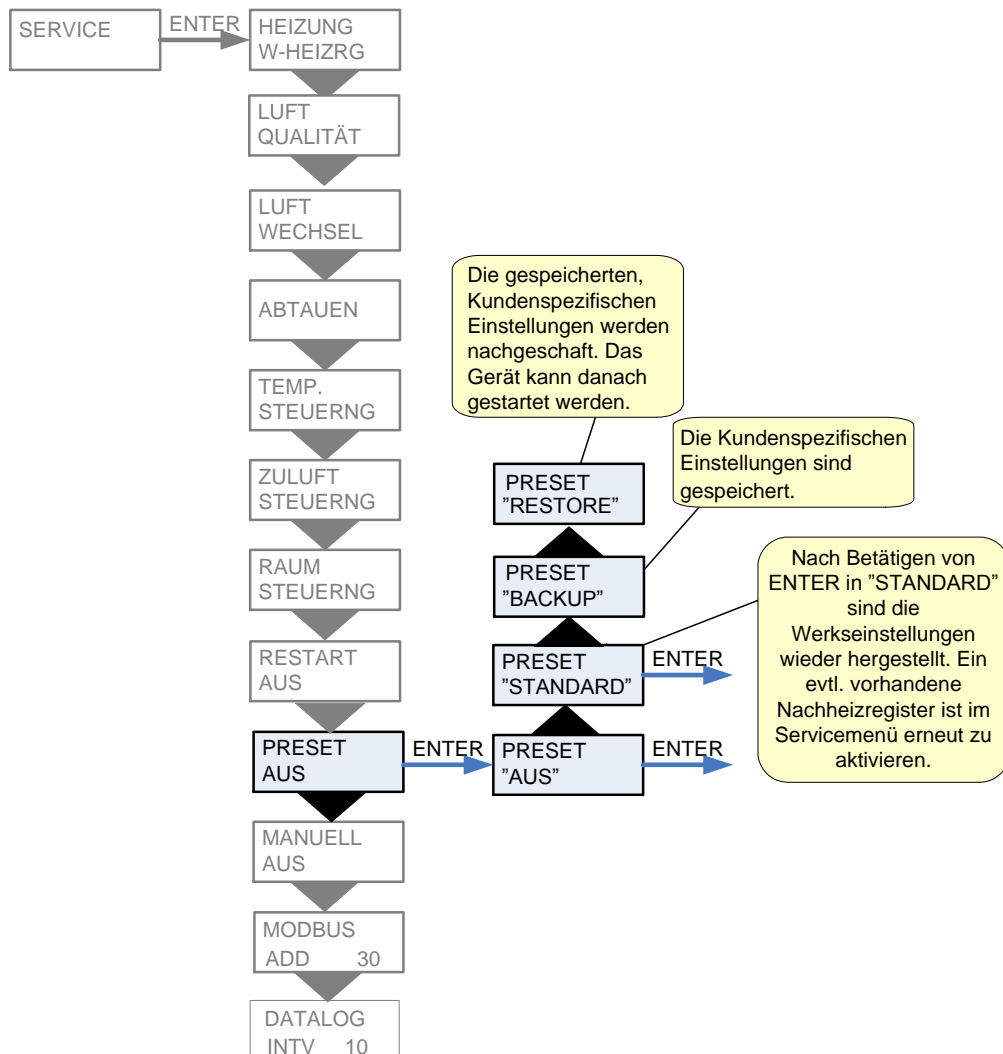 SERVICE
ENTER
HEIZUNG
W-HEIZRG
LUFT
QUALITÄT
LUFT
WECHSEL
ABTAUEN
TEMP.
STEUERNG
ZULUFT
STEUERNG
RAUM
STEUERNG
RESTART
AUS
PRESET
AUS
ENTER
PRESET
”AUS”
ENTER
PRESET
”STANDARD”
ENTER
PRESET
”BACKUP”
PRESET
”RESTORE”
Die gespeicherten,
Kundenspezifischen
Einstellungen werden
nachgeschaft. Das
Gerät kann danach
gestartet werden.
Die Kundenspezifischen
Einstellungen sind
gespeichert.
Nach Betätigen von
ENTER in ”STANDARD”
sind die
Werkseinstellungen
wieder hergestellt. Ein
evtl. vorhandene
Nachheizregister ist im
Servicemenü erneut zu
aktivieren.
MANUELL
AUS
MODBUS
ADD 30
DATALOG
INTV 10